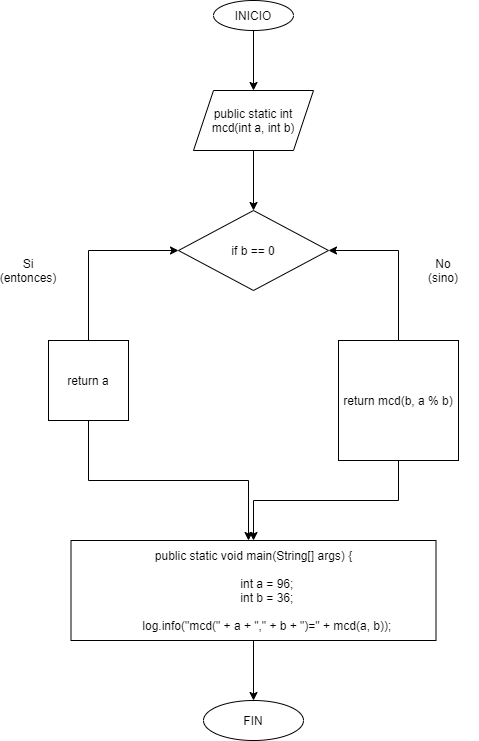 INICIO
public static int
mcd(int a, int b)
if b == 0
Si
(entonces)
No
(sino)
return a
return mcd(b, a % b)
public static void main(String[] args) {
int a = 96;
int b = 36;
log.info("mcd(" + a + "," + b + ")=" + mcd(a, b));
FIN